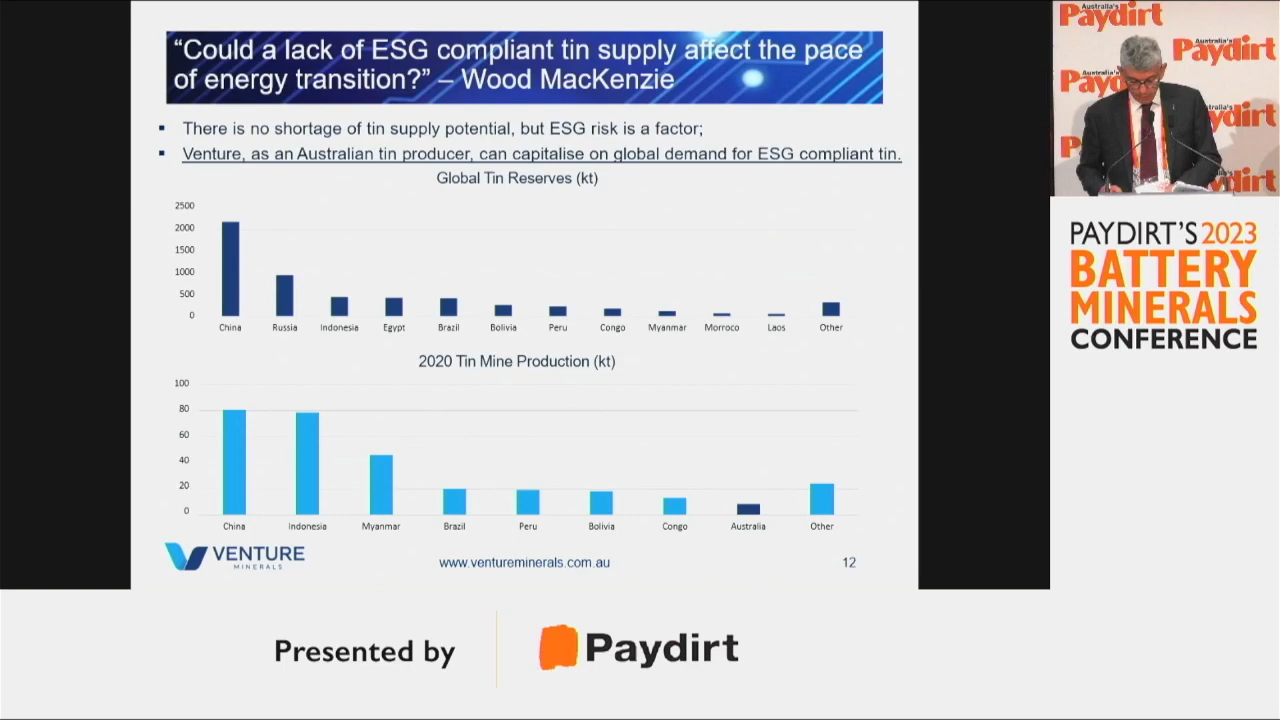 “Could a lack of ESG compliant tin supply affect the pace
of energy transition?” – Wood MacKenzie
▪ There is no shortage of tin supply potential, but ESG risk is a factor;
▪ Venture, as an Australian tin producer, can capitalise on global demand for ESG compliant tin.
Global Tin Reserves (kt)
2500
2000
1500
1000
500
0
China Russia Indonesia Egypt Brazil Bolivia Peru Congo Myanmar Morroco Laos Other
2020 Tin Mine Production (kt)
100
80
60
40
20
0
China Indonesia Myanmar Brazil Peru Bolivia Congo Australia Other
VENTURE
MINERALS
www.ventureminerals.com.au
12
Australia's
Paydirt
Australia's
Paydirt
Australia's
PAYDIRT'S 2023
BATTERY
MINERALS
CONFERENCE
Presented by
Paydirt